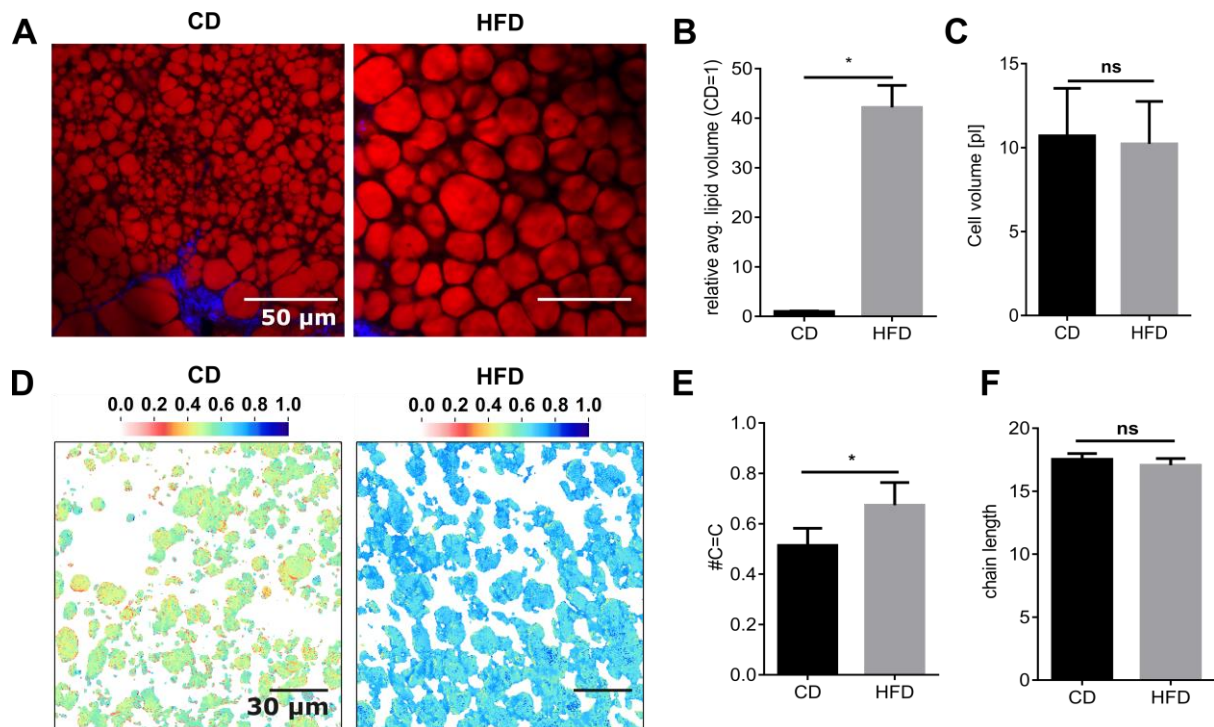 A
CD
HFD
50 µm
B
relative avg. lipid volume (CD=1)
50
40
30
20
10
0
*
CD
HFD
C
Cell volume [pl]
15
10
5
0
ns
CD
HFD
D
CD
HFD
0.0 0.2 0.4 0.6 0.8 1.0
0.0 0.2 0.4 0.6 0.8 1.0
30 µm
E
#C=C
1.0
0.8
0.6
0.4
0.2
0.0
*
CD
HFD
F
chain length
20
15
10
5
0
ns
CD
HFD